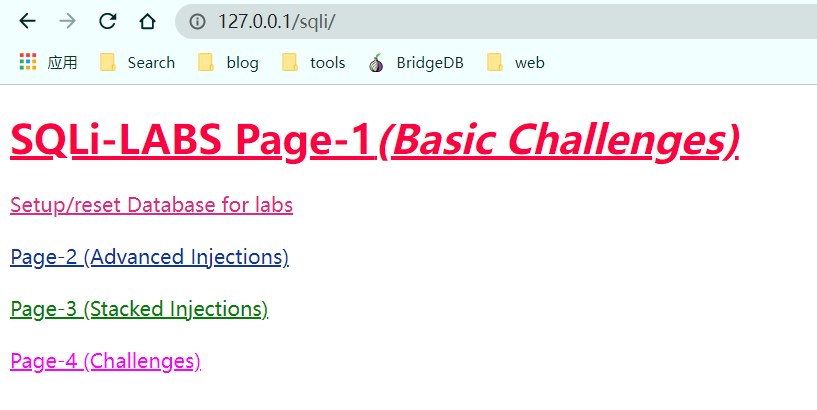 127.0.0.1/sqli/
应用 Search blog tools BridgeDB web
SQLi-LABS Page-1(Basic Challenges)
Setup/reset Database for labs
Page-2 (Advanced Injections)
Page-3 (Stacked Injections)
Page-4 (Challenges)